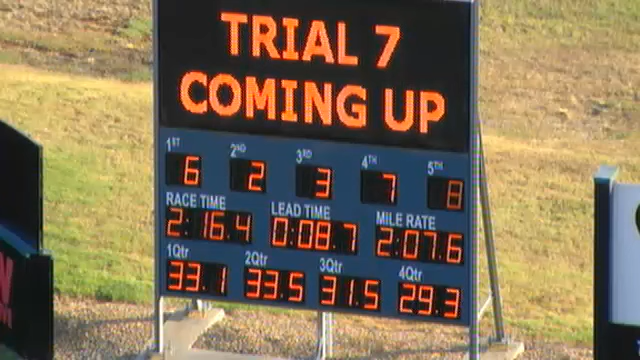 TRIAL 7
COMING UP
1ST 2ND 3RD 4TH 5TH
6 2 3 7 8
RACE TIME LEAD TIME MILE RATE
2:16.4 0:08.7 2:07.6
1Qtr 2Qtr 3Qtr 4Qtr
33.1 33.5 31.5 29.3